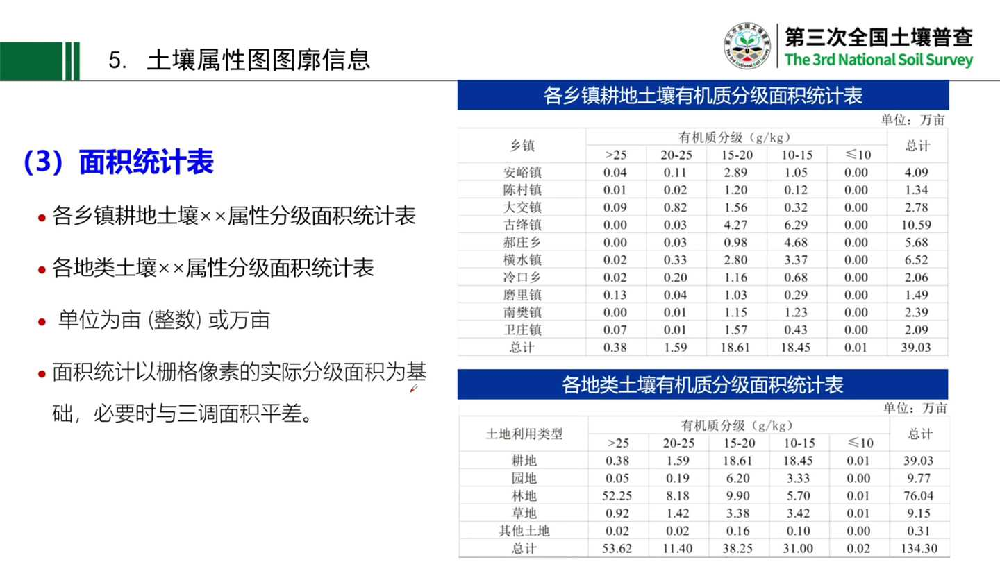 5. 土壤属性图图廓信息
第三次全国土壤普查
The 3rd National Soil Survey
(3) 面积统计表
• 各乡镇耕地土壤××属性分级面积统计表
• 各地类土壤××属性分级面积统计表
• 单位为亩 (整数) 或万亩
• 面积统计以栅格像素的实际分级面积为基
础，必要时与三调面积平差。
各乡镇耕地土壤有机质分级面积统计表
单位：万亩
乡镇 有机质分级（g/kg） 总计
>25 20-25 15-20 10-15 ≤10
安峪镇 0.04 0.11 2.89 1.05 0.00 4.09
陈村镇 0.01 0.02 1.20 0.12 0.00 1.34
大交镇 0.09 0.82 1.56 0.32 0.00 2.78
古绛镇 0.00 0.03 4.27 6.29 0.00 10.59
郝庄乡 0.00 0.03 0.98 4.68 0.00 5.68
横水镇 0.02 0.33 2.80 3.37 0.00 6.52
冷口乡 0.02 0.20 1.16 0.68 0.00 2.06
磨里镇 0.13 0.04 1.03 0.29 0.00 1.49
南樊镇 0.00 0.01 1.15 1.23 0.00 2.39
卫庄镇 0.07 0.01 1.57 0.43 0.00 2.09
总计 0.38 1.59 18.61 18.45 0.01 39.03
各地类土壤有机质分级面积统计表
单位：万亩
土地利用类型 有机质分级（g/kg） 总计
>25 20-25 15-20 10-15 ≤10
耕地 0.38 1.59 18.61 18.45 0.01 39.03
园地 0.05 0.19 6.20 3.33 0.00 9.77
林地 52.25 8.18 9.90 5.70 0.01 76.04
草地 0.92 1.42 3.38 3.42 0.01 9.15
其他土地 0.02 0.02 0.16 0.10 0.00 0.31
总计 53.62 11.40 38.25 31.00 0.02 134.30